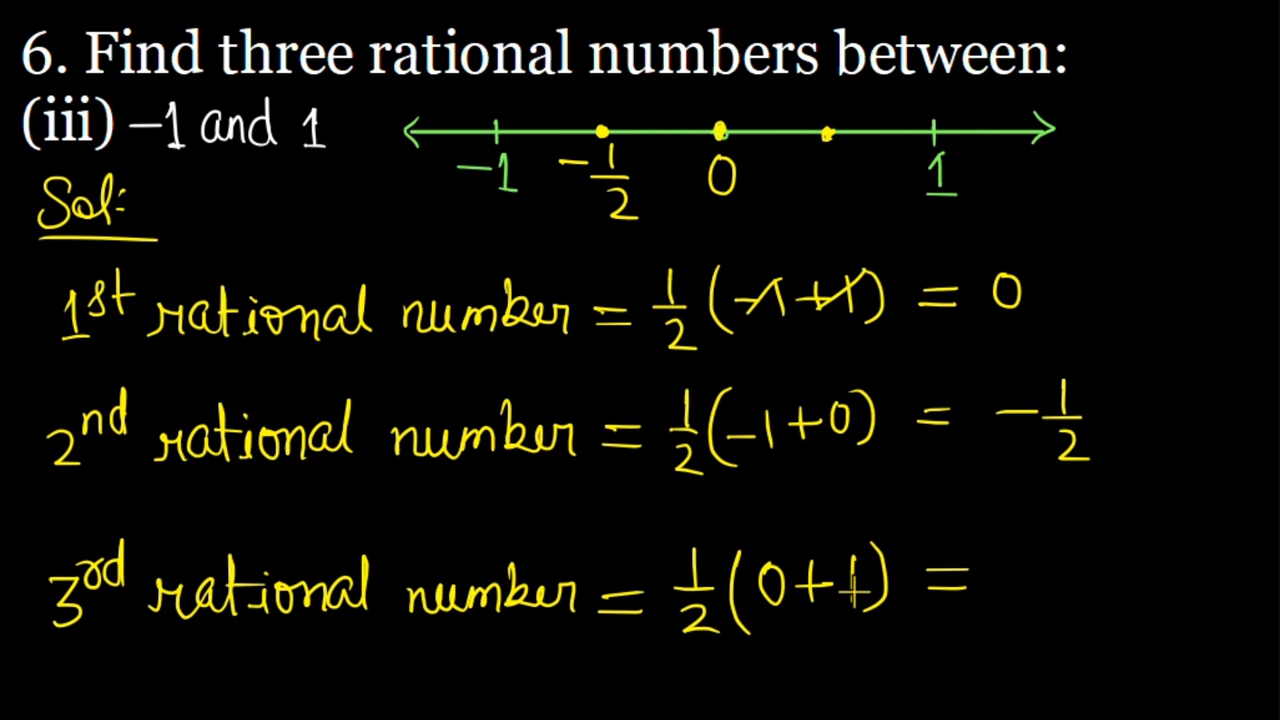 6. Find three rational numbers between:
(iii) -1 and 1
-1 -1/2 0 1
Sol:
1st rational number = 1/2 (-1+1) = 0
2nd rational number = 1/2 (-1+0) = -1/2
3rd rational number = 1/2 (0+1) =